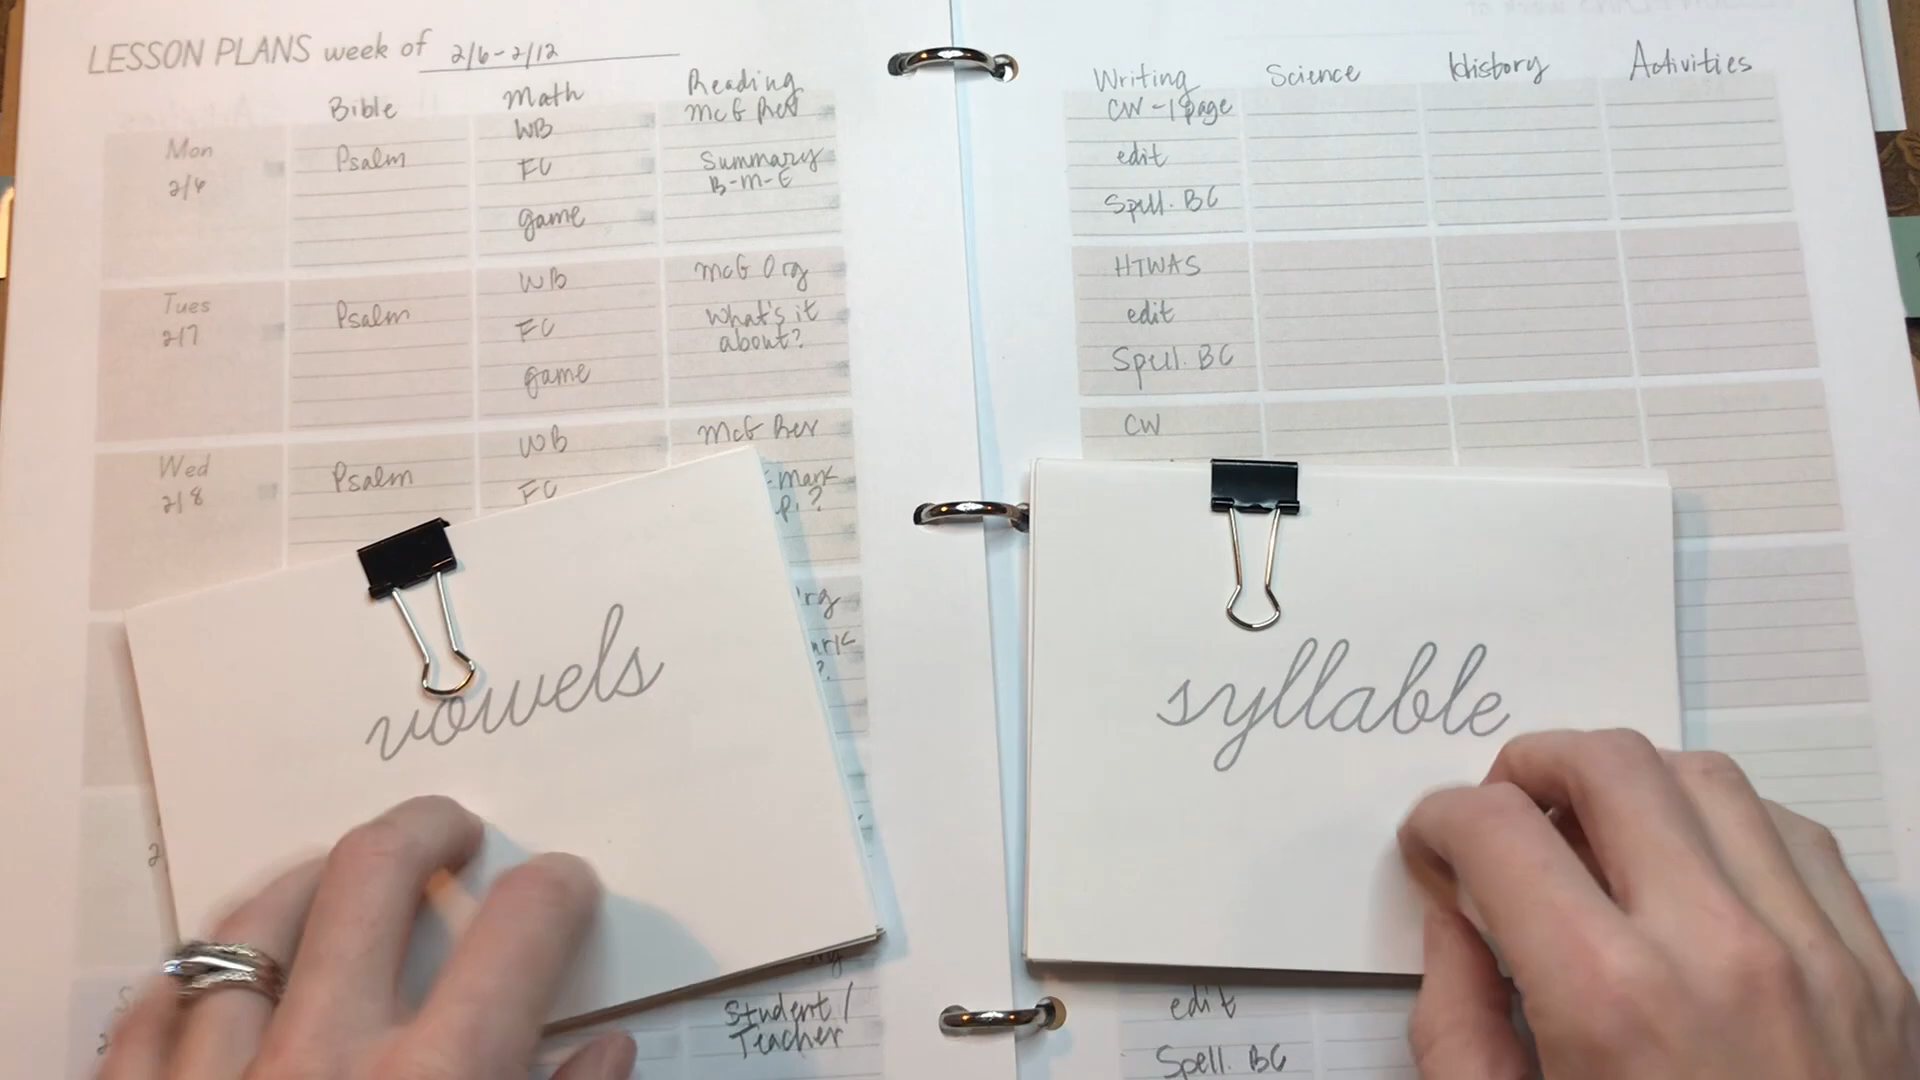 LESSON PLANS week of 2/6-2/12
Bible
Math
Reading
Mon
2/6
Psalm
WB
FC
game
McG Rev
Summary
B-M-E
Tues
2/7
Psalm
WB
FC
game
McG Org
What's it
about?
Wed
2/8
Psalm
WB
FC
McG Rev
Mark
p. ?
Student/
Teacher
Writing
Science
History
Activities
CW - 1 page
edit
Spell. BC
HTWAS
edit
Spell. BC
CW
edit
Spell. BC
vowels
syllable